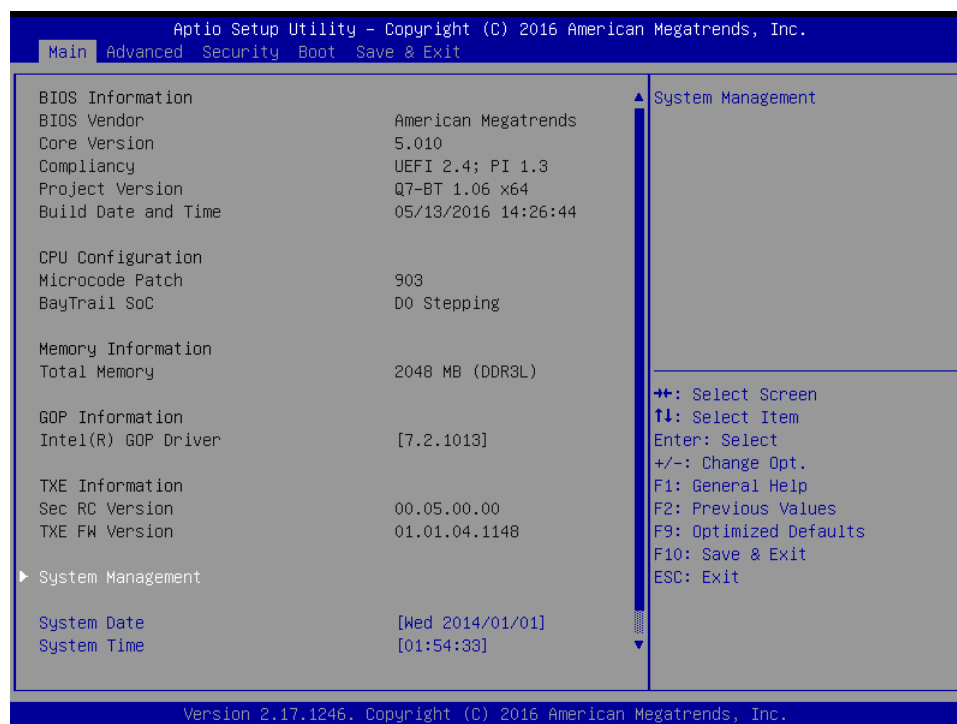 Aptio Setup Utility – Copyright (C) 2016 American Megatrends, Inc.
Main Advanced Security Boot Save & Exit
BIOS Information
BIOS Vendor American Megatrends
Core Version 5.010
Compliancy UEFI 2.4; PI 1.3
Project Version Q7-BT 1.06 x64
Build Date and Time 05/13/2016 14:26:44
CPU Configuration
Microcode Patch 903
BayTrail SoC D0 Stepping
Memory Information
Total Memory 2048 MB (DDR3L)
GOP Information
Intel(R) GOP Driver [7.2.1013]
TXE Information
Sec RC Version 00.05.00.00
TXE FW Version 01.01.04.1148
System Management
System Date [Wed 2014/01/01]
System Time [01:54:33]
System Management
→←: Select Screen
↑↓: Select Item
Enter: Select
+/-: Change Opt.
F1: General Help
F2: Previous Values
F9: Optimized Defaults
F10: Save & Exit
ESC: Exit
Version 2.17.1246. Copyright (C) 2016 American Megatrends, Inc.